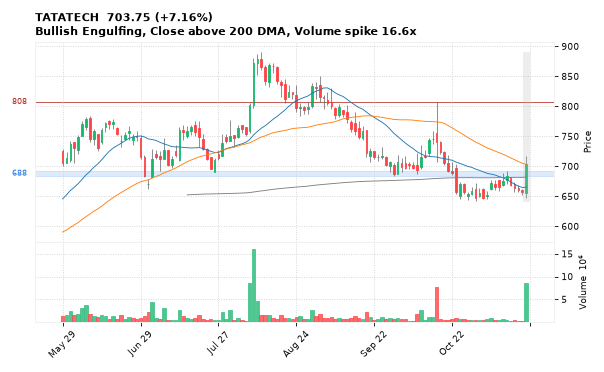 TATATECH 703.75 (+7.16%)
Bullish Engulfing, Close above 200 DMA, Volume spike 16.6x
900
850
808
800
750
Price
700
688
650
600
15
10
5
Volume 10⁴
May 29
Jun 29
Jul 27
Aug 24
Sep 22
Oct 22